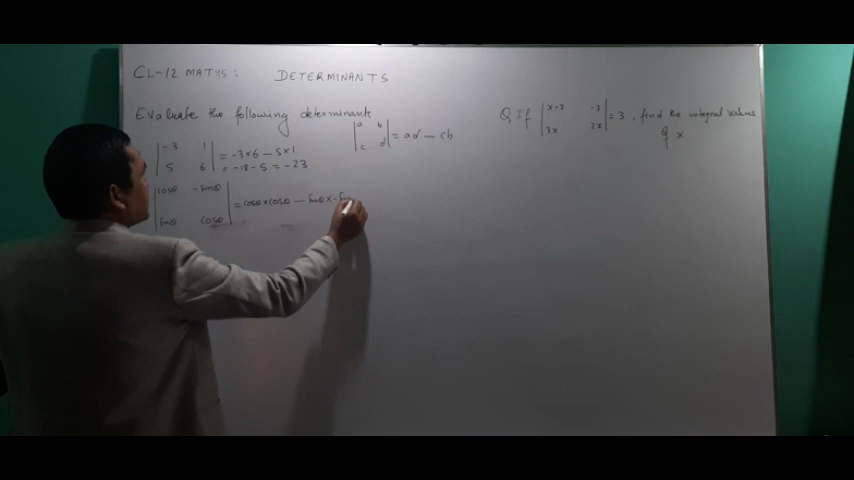 CL-12 MATHS: DETERMINANTS
Evaluate the following determinants
|a b| = ad - cb
|c d|
|-3 1| = -3×6 - 5×1
|5 6| = -18-5 = -23
|cosθ -sinθ| = cosθ×cosθ - sinθ×-sin
|sinθ cosθ|
Q If |x-2 -3| = 3, find the integral values
|3x 2x| of x